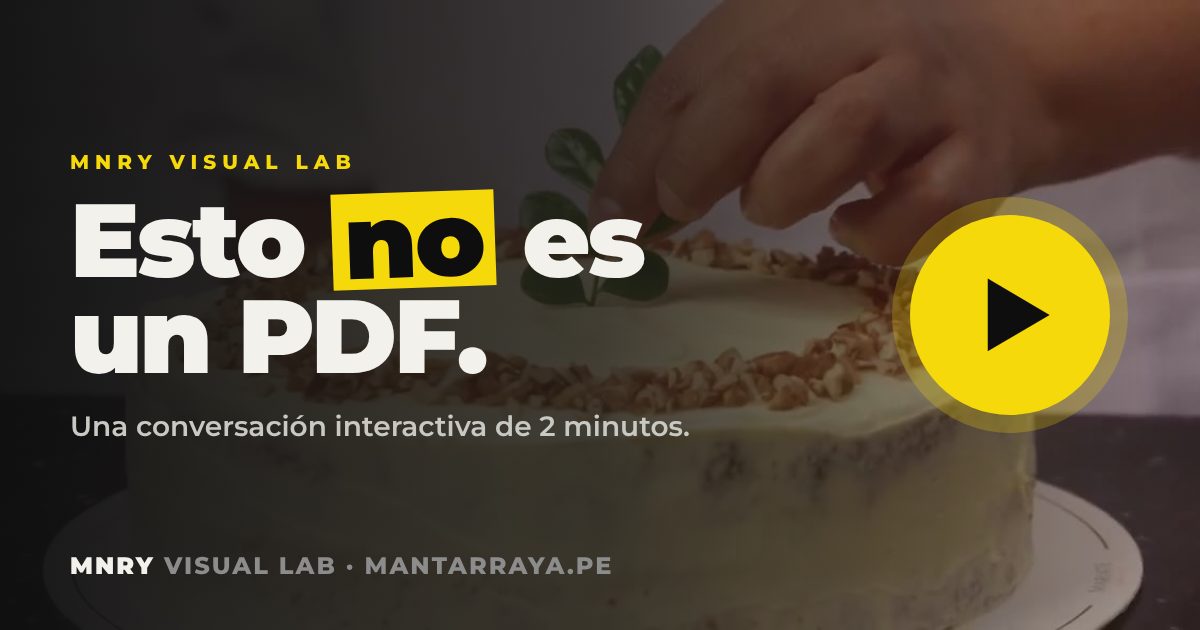 MNRY VISUAL LAB
Esto no es
un PDF.
Una conversación interactiva de 2 minutos.
MNRY VISUAL LAB · MANTARRAYA.PE